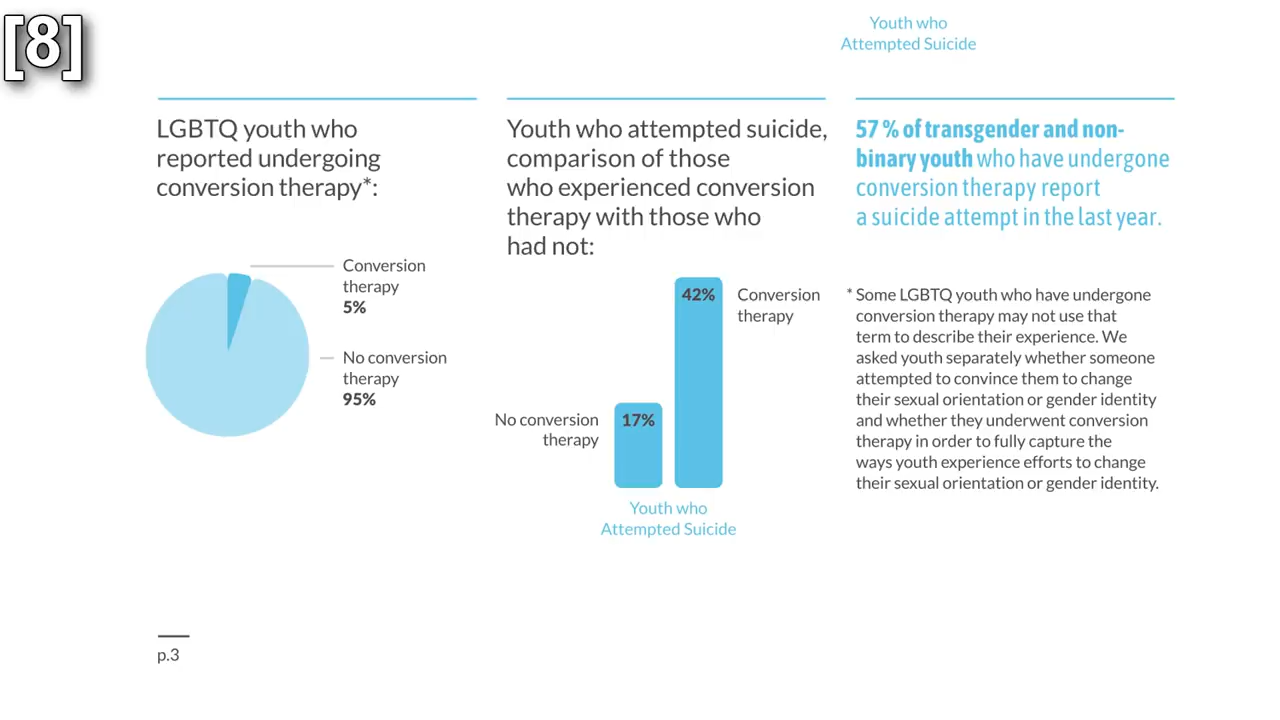 [8]
Youth who
Attempted Suicide
LGBTQ youth who
reported undergoing
conversion therapy*:
Conversion
therapy
5%
No conversion
therapy
95%
Youth who attempted suicide,
comparison of those
who experienced conversion
therapy with those who
had not:
42%
Conversion
therapy
No conversion
therapy
17%
Youth who
Attempted Suicide
57 % of transgender and non-
binary youth who have undergone
conversion therapy report
a suicide attempt in the last year.
* Some LGBTQ youth who have undergone
conversion therapy may not use that
term to describe their experience. We
asked youth separately whether someone
attempted to convince them to change
their sexual orientation or gender identity
and whether they underwent conversion
therapy in order to fully capture the
ways youth experience efforts to change
their sexual orientation or gender identity.
p.3